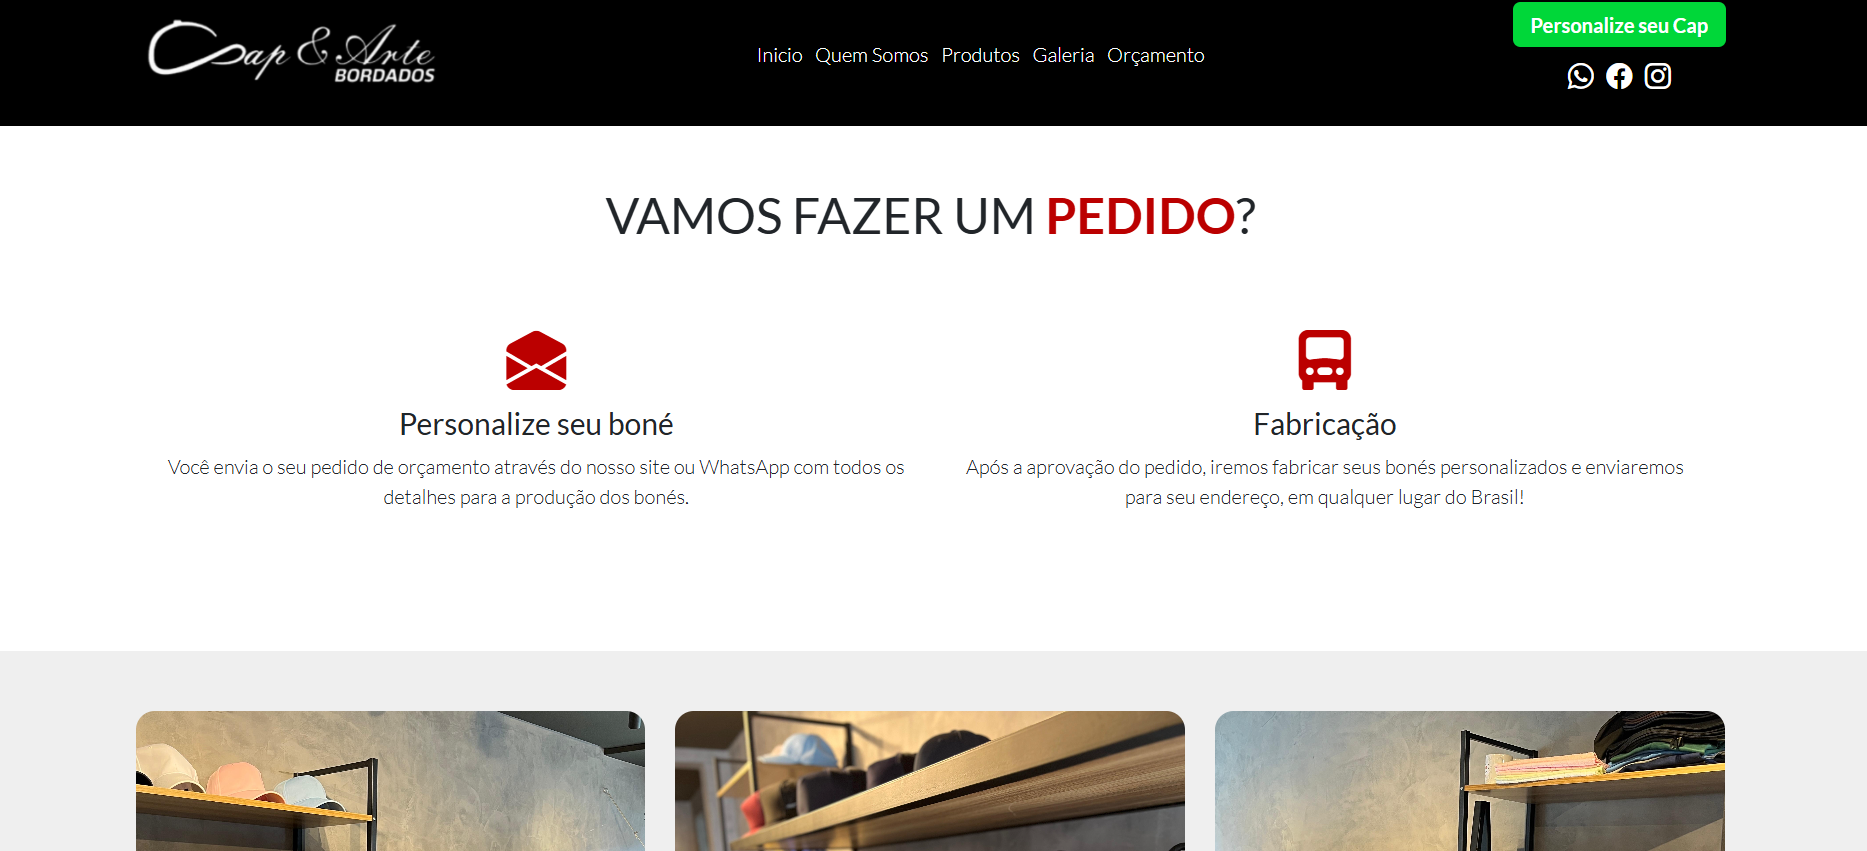 Cap & Arte
BORDADOS
Inicio Quem Somos Produtos Galeria Orçamento
Personalize seu Cap
VAMOS FAZER UM PEDIDO?
Personalize seu boné
Você envia o seu pedido de orçamento através do nosso site ou WhatsApp com todos os
detalhes para a produção dos bonés.
Fabricação
Após a aprovação do pedido, iremos fabricar seus bonés personalizados e enviaremos
para seu endereço, em qualquer lugar do Brasil!